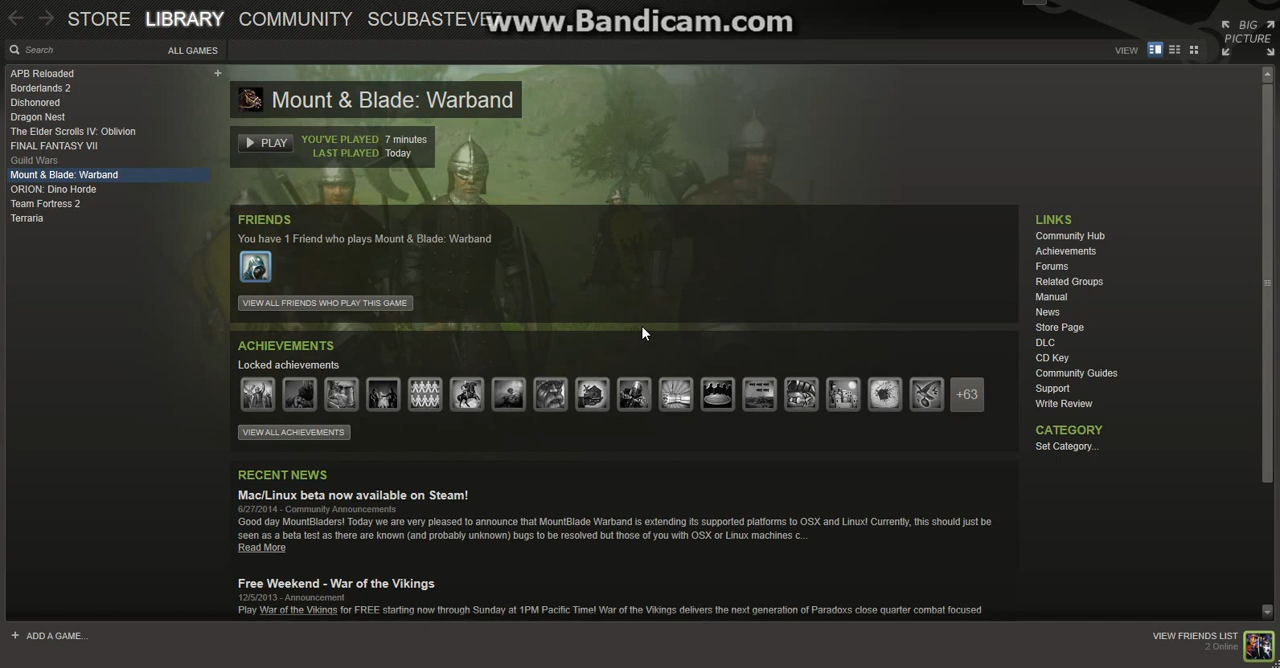 STORE LIBRARY COMMUNITY SCUBASTEVE
www.Bandicam.com
BIG PICTURE
Search ALL GAMES VIEW
APB Reloaded
Borderlands 2
Dishonored
Dragon Nest
The Elder Scrolls IV: Oblivion
FINAL FANTASY VII
Guild Wars
Mount & Blade: Warband
ORION: Dino Horde
Team Fortress 2
Terraria
Mount & Blade: Warband
PLAY YOU'VE PLAYED 7 minutes
LAST PLAYED Today
FRIENDS
You have 1 Friend who plays Mount & Blade: Warband
VIEW ALL FRIENDS WHO PLAY THIS GAME
ACHIEVEMENTS
Locked achievements
+63
VIEW ALL ACHIEVEMENTS
RECENT NEWS
Mac/Linux beta now available on Steam!
6/27/2014 - Community Announcements
Good day MountBladers! Today we are very pleased to announce that MountBlade Warband is extending its supported platforms to OSX and Linux! Currently, this should just be
seen as a beta test as there are known (and probably unknown) bugs to be resolved but those of you with OSX or Linux machines c...
Read More
Free Weekend - War of the Vikings
12/5/2013 - Announcement
Play War of the Vikings for FREE starting now through Sunday at 1PM Pacific Time! War of the Vikings delivers the next generation of Paradoxs close quarter combat focused
LINKS
Community Hub
Achievements
Forums
Related Groups
Manual
News
Store Page
DLC
CD Key
Community Guides
Support
Write Review
CATEGORY
Set Category...
+ ADD A GAME...
VIEW FRIENDS LIST
2 Online